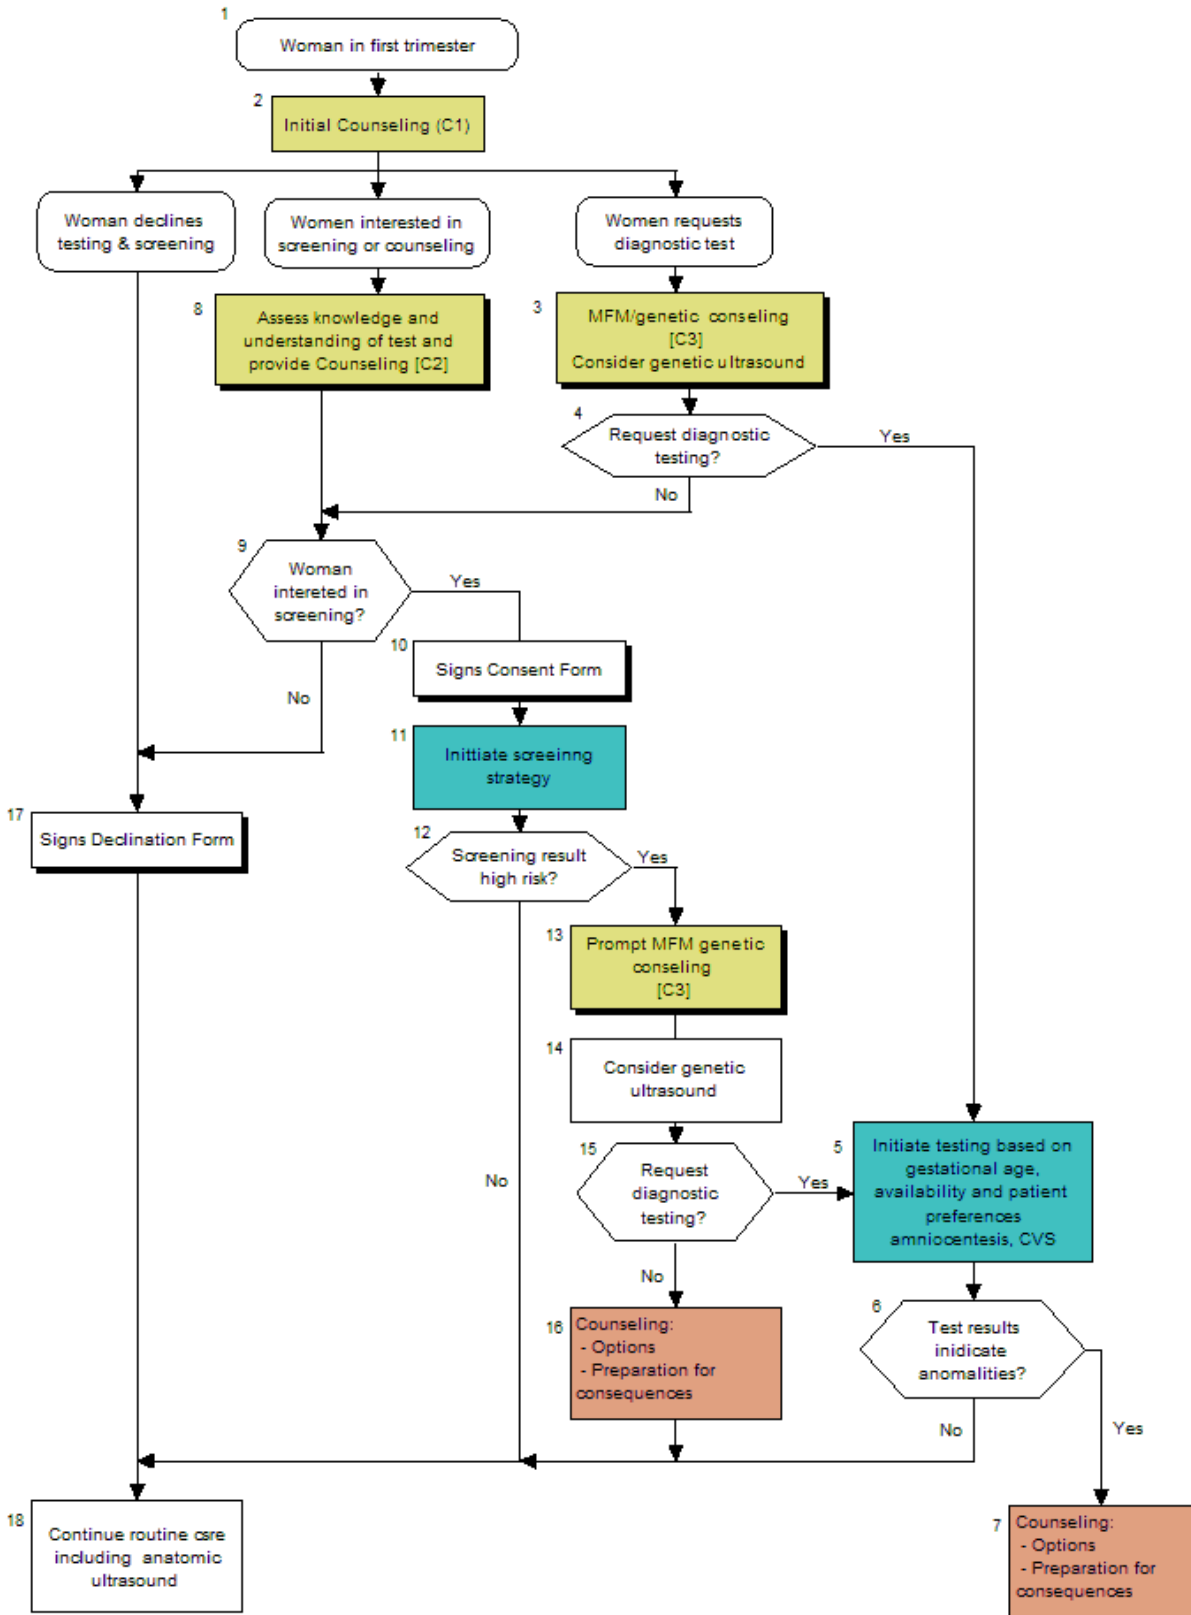 1
Woman in first trimester
2
Initial Counseling (C1)
Woman declines
testing & screening
Women interested in
screening or counseling
Women requests
diagnostic test
8
Assess knowledge and
understanding of test and
provide Counseling [C2]
3
MFM/genetic conseling
[C3]
Consider genetic ultrasound
4
Request diagnostic
testing?
Yes
No
9
Woman
intereted in
screening?
Yes
No
10
Signs Consent Form
11
Inittiate screeinng
strategy
17
Signs Declination Form
12
Screening result
high risk?
Yes
No
13
Prompt MFM genetic
conseling
[C3]
14
Consider genetic
ultrasound
15
Request
diagnostic
testing?
Yes
No
5
Initiate testing based on
gestational age,
availability and patient
preferences
amniocentesis, CVS
16
Counseling:
- Options
- Preparation for
consequences
6
Test results
inidicate
anomalities?
No
Yes
18
Continue routine csre
including anatomic
ultrasound
7
Counseling:
- Options
- Preparation for
consequences